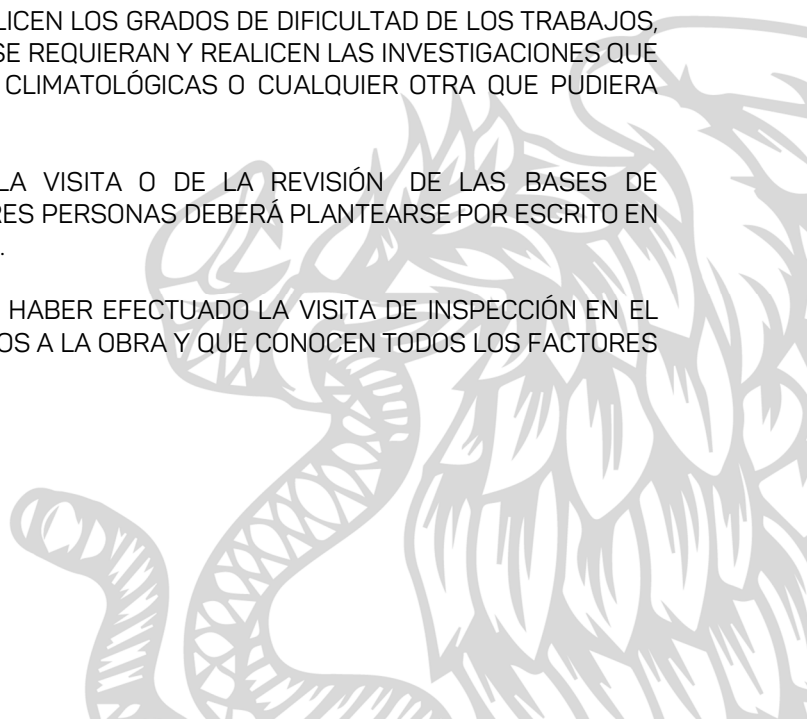 LICEN LOS GRADOS DE DIFICULTAD DE LOS TRABAJOS,
SE REQUIERAN Y REALICEN LAS INVESTIGACIONES QUE
CLIMATOLÓGICAS O CUALQUIER OTRA QUE PUDIERA
LA VISITA O DE LA REVISIÓN DE LAS BASES DE
RES PERSONAS DEBERÁ PLANTEARSE POR ESCRITO EN
.
HABER EFECTUADO LA VISITA DE INSPECCIÓN EN EL
OS A LA OBRA Y QUE CONOCEN TODOS LOS FACTORES